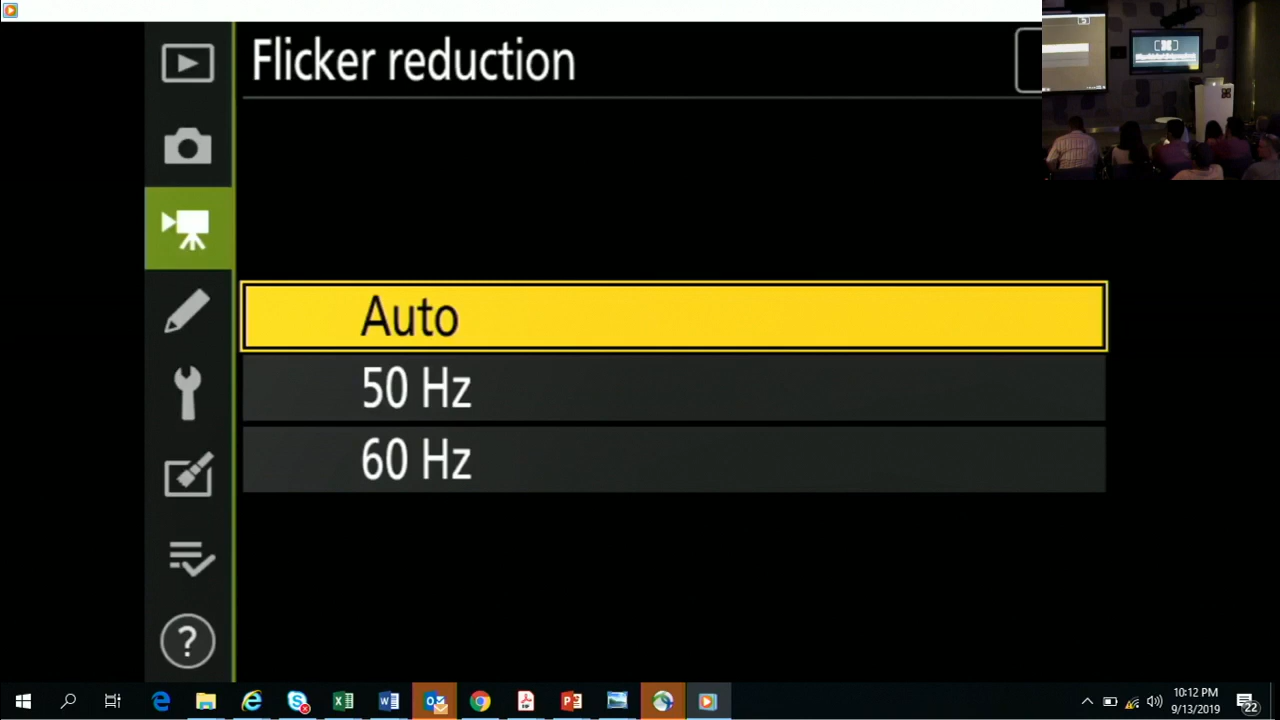 Flicker reduction
Auto
50 Hz
60 Hz
?
10:12 PM
9/13/2019
22